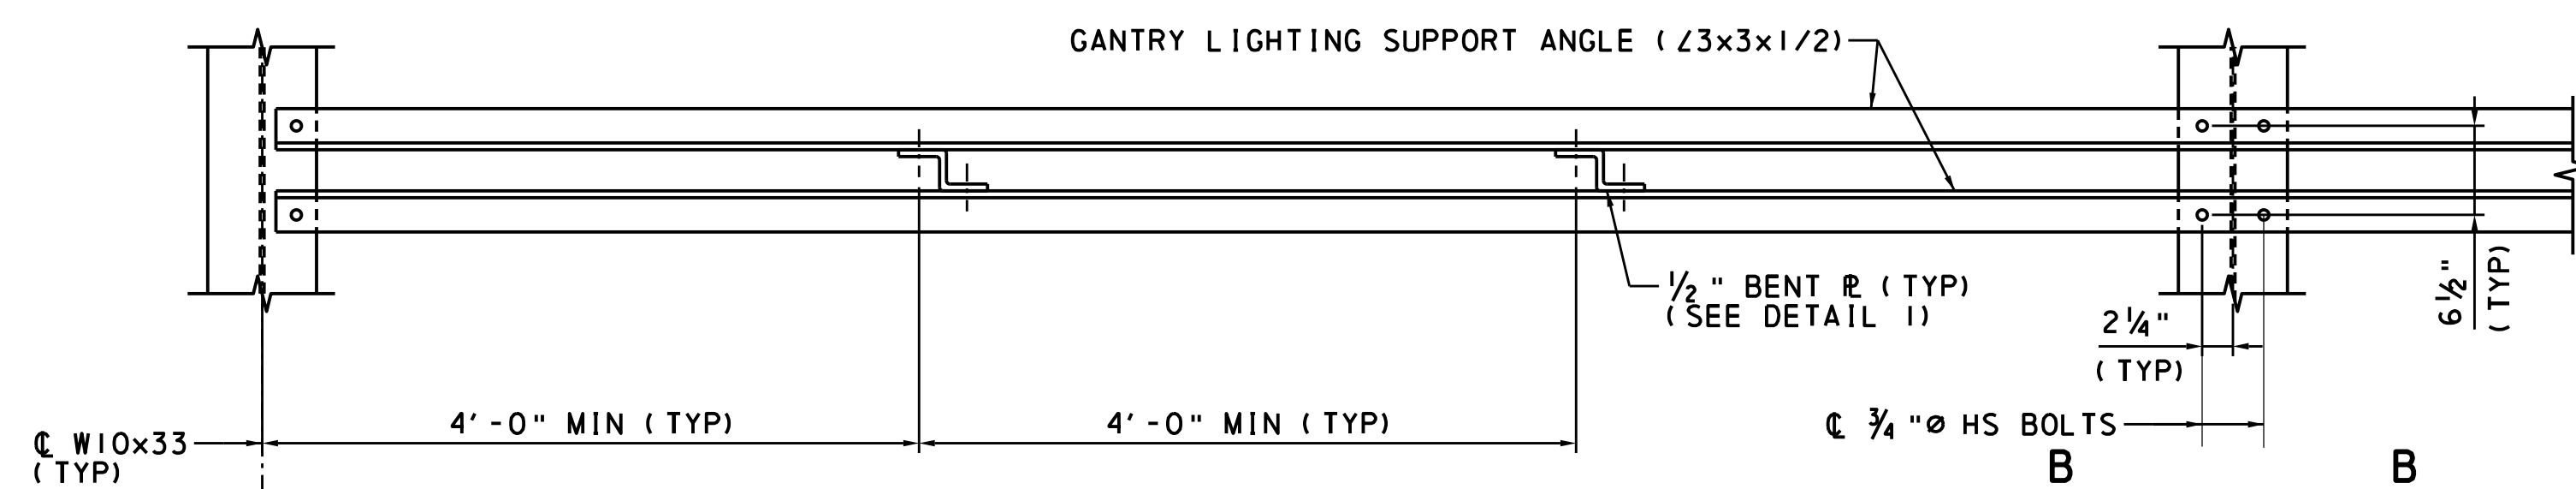 GANTRY LIGHTING SUPPORT ANGLE (∠3x3x1/2)
½" BENT ⅊ (TYP)
(SEE DETAIL 1)
2¼"
(TYP)
6½"
(TYP)
4'-0" MIN (TYP)
4'-0" MIN (TYP)
℄ ¾"ø HS BOLTS
℄ W10x33
(TYP)
B
B